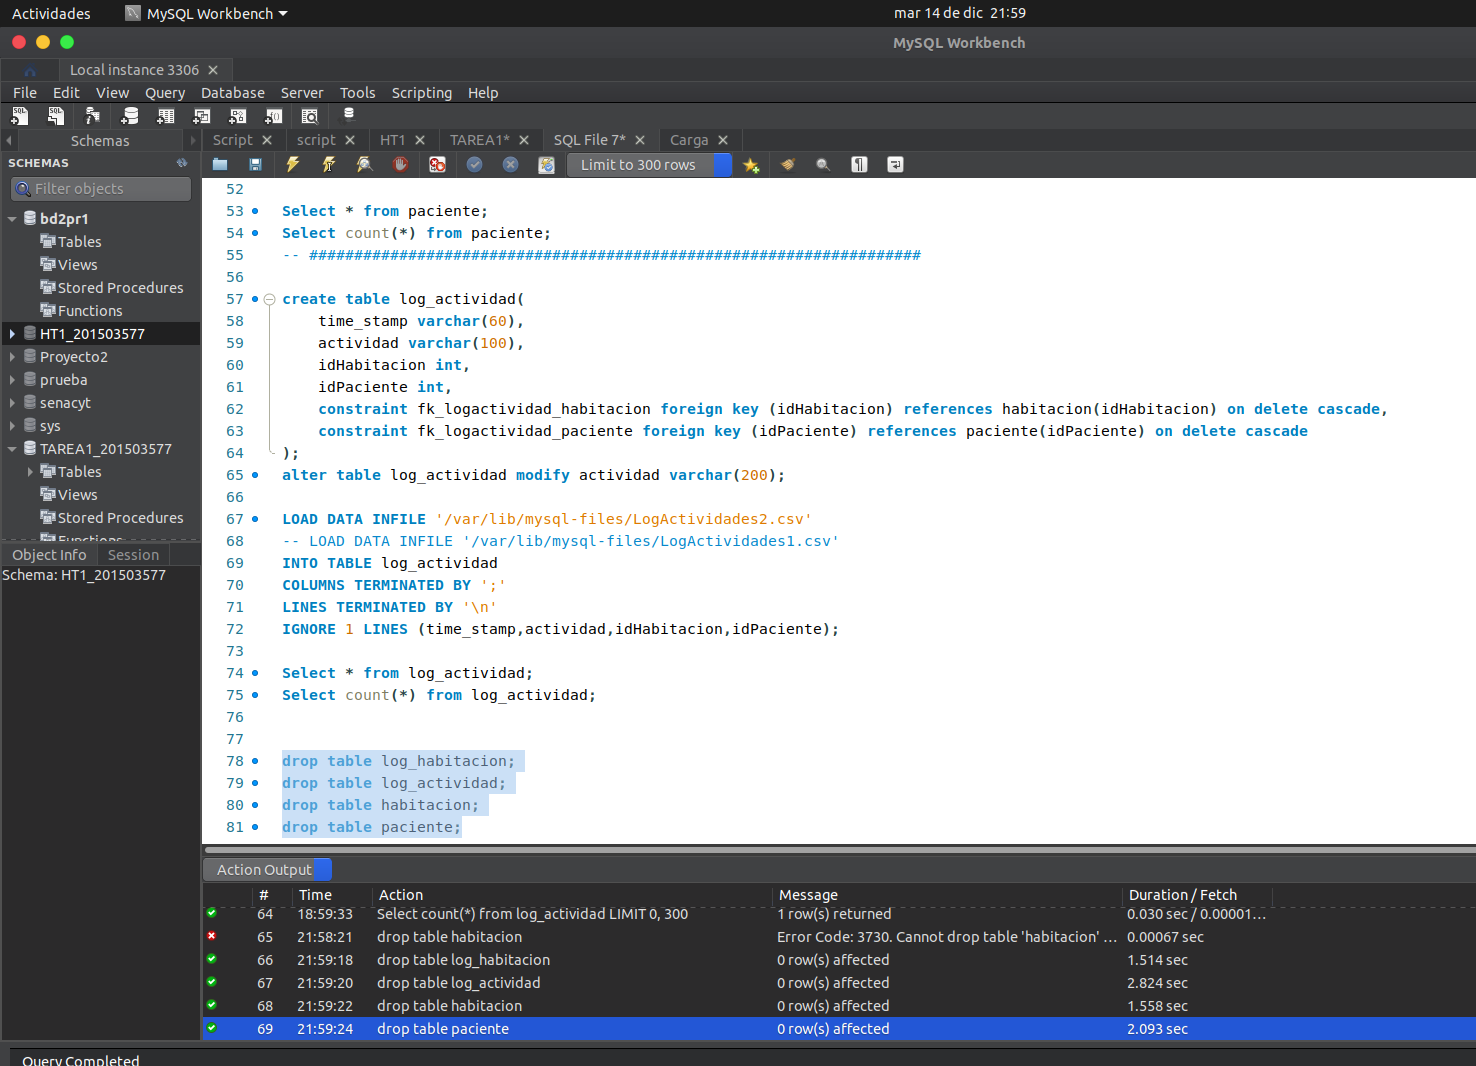 Actividades MySQL Workbench mar 14 de dic 21:59
MySQL Workbench
Local instance 3306
File Edit View Query Database Server Tools Scripting Help
Schemas Script script HT1 TAREA1* SQL File 7* Carga
SCHEMAS Limit to 300 rows
Filter objects
bd2pr1
Tables
Views
Stored Procedures
Functions
HT1_201503577
Proyecto2
prueba
senacyt
sys
TAREA1_201503577
Tables
Views
Stored Procedures
Functions
Object Info Session
Schema: HT1_201503577
52
53 Select * from paciente;
54 Select count(*) from paciente;
55 -- ####################################################################
56
57 create table log_actividad(
58 time_stamp varchar(60),
59 actividad varchar(100),
60 idHabitacion int,
61 idPaciente int,
62 constraint fk_logactividad_habitacion foreign key (idHabitacion) references habitacion(idHabitacion) on delete cascade,
63 constraint fk_logactividad_paciente foreign key (idPaciente) references paciente(idPaciente) on delete cascade
64 );
65 alter table log_actividad modify actividad varchar(200);
66
67 LOAD DATA INFILE '/var/lib/mysql-files/LogActividades2.csv'
68 -- LOAD DATA INFILE '/var/lib/mysql-files/LogActividades1.csv'
69 INTO TABLE log_actividad
70 COLUMNS TERMINATED BY ';'
71 LINES TERMINATED BY '\n'
72 IGNORE 1 LINES (time_stamp,actividad,idHabitacion,idPaciente);
73
74 Select * from log_actividad;
75 Select count(*) from log_actividad;
76
77
78 drop table log_habitacion;
79 drop table log_actividad;
80 drop table habitacion;
81 drop table paciente;
Action Output
# Time Action Message Duration / Fetch
64 18:59:33 Select count(*) from log_actividad LIMIT 0, 300 1 row(s) returned 0.030 sec / 0.00001...
65 21:58:21 drop table habitacion Error Code: 3730. Cannot drop table 'habitacion' ... 0.00067 sec
66 21:59:18 drop table log_habitacion 0 row(s) affected 1.514 sec
67 21:59:20 drop table log_actividad 0 row(s) affected 2.824 sec
68 21:59:22 drop table habitacion 0 row(s) affected 1.558 sec
69 21:59:24 drop table paciente 0 row(s) affected 2.093 sec
Query Completed